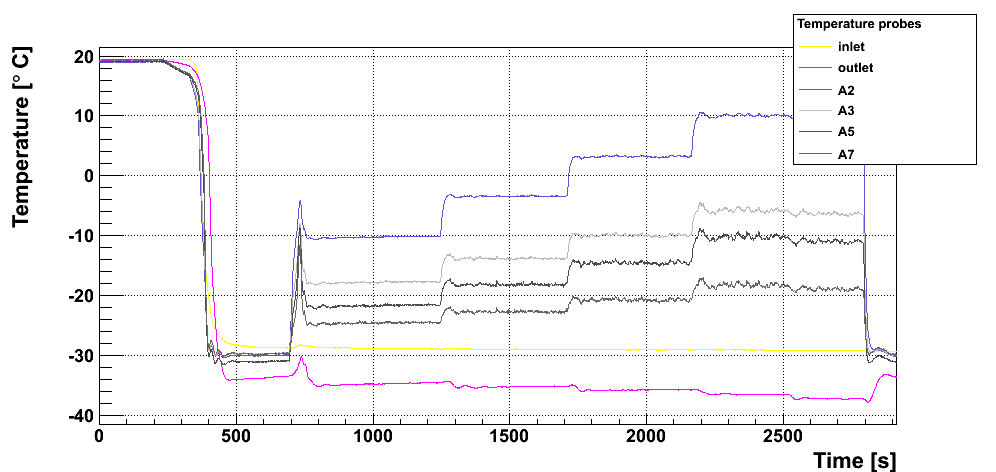 Temperature probes
inlet
outlet
A2
A3
A5
A7
Temperature [° C]
20
10
0
-10
-20
-30
-40
0 500 1000 1500 2000 2500
Time [s]